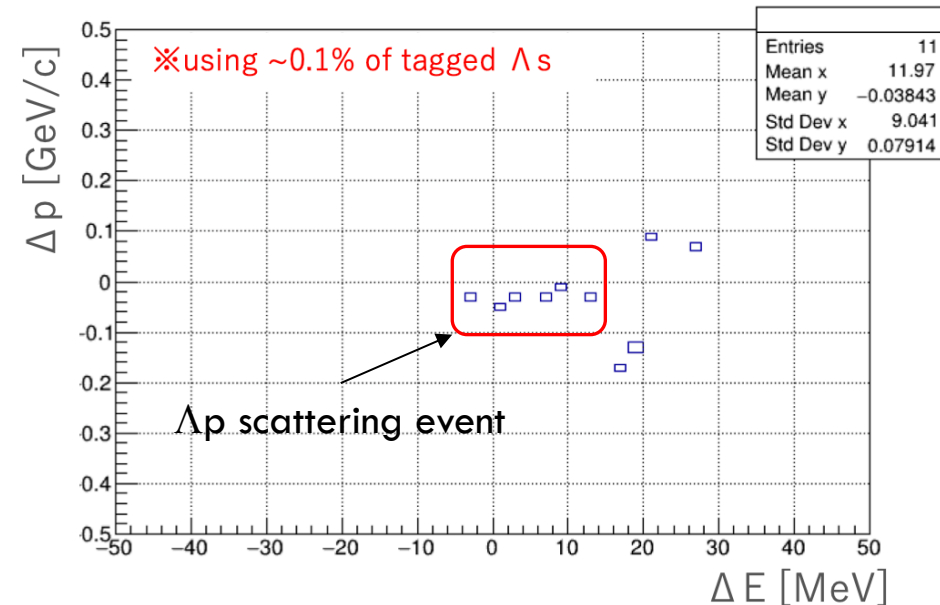 ※using ~0.1% of tagged Λs
Entries 11
Mean x 11.97
Mean y −0.03843
Std Dev x 9.041
Std Dev y 0.07914
Δp [GeV/c]
0.5
0.4
0.3
0.2
0.1
0
-0.1
-0.2
-0.3
-0.4
-0.5
Λp scattering event
−50 −40 −30 −20 −10 0 10 20 30 40 50
ΔE [MeV]